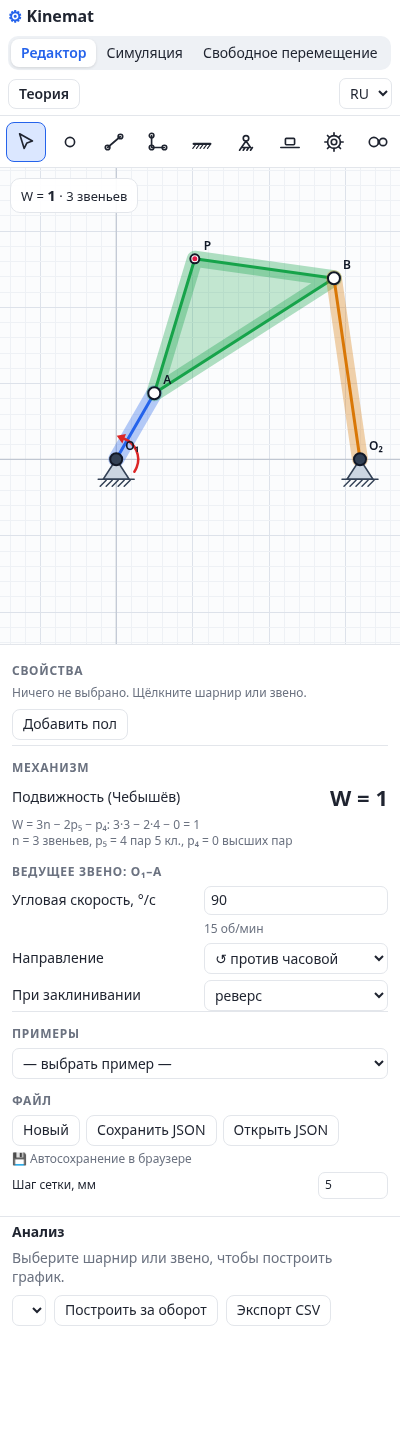 Kinemat
Редактор Симуляция Свободное перемещение
Теория RU
W = 1 · 3 звеньев
P
B
A
O₁
O₂
СВОЙСТВА
Ничего не выбрано. Щёлкните шарнир или звено.
Добавить пол
МЕХАНИЗМ
Подвижность (Чебышёв) W = 1
W = 3n − 2p₅ − p₄: 3·3 − 2·4 − 0 = 1
n = 3 звеньев, p₅ = 4 пар 5 кл., p₄ = 0 высших пар
ВЕДУЩЕЕ ЗВЕНО: O₁–A
Угловая скорость, °/с 90
15 об/мин
Направление ↺ против часовой
При заклинивании реверс
ПРИМЕРЫ
— выбрать пример —
ФАЙЛ
Новый Сохранить JSON Открыть JSON
💾 Автосохранение в браузере
Шаг сетки, мм 5
Анализ
Выберите шарнир или звено, чтобы построить
график.
Построить за оборот Экспорт CSV